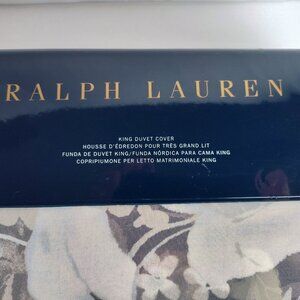 RALPH LAUREN
KING DUVET COVER
HOUSSE D'ÉDREDON POUR TRÈS GRAND LIT
FUNDA DE DUVET KING/FUNDA NÓRDICA PARA CAMA KING
COPRIPIUMONE PER LETTO MATRIMONIALE KING